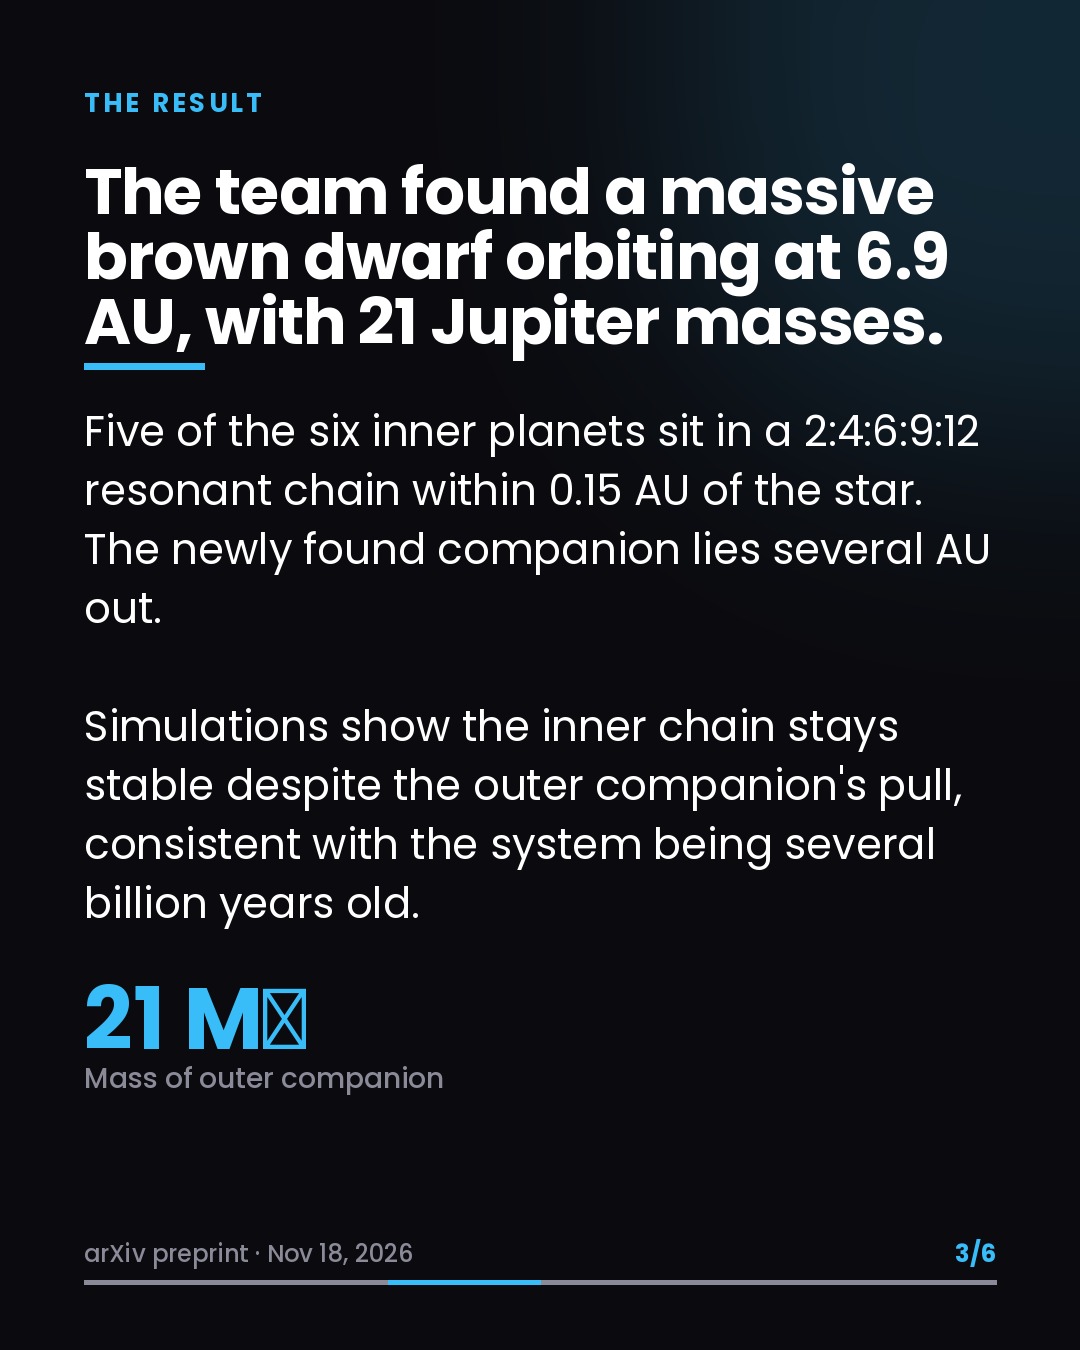 THE RESULT
The team found a massive
brown dwarf orbiting at 6.9
AU, with 21 Jupiter masses.
Five of the six inner planets sit in a 2:4:6:9:12
resonant chain within 0.15 AU of the star.
The newly found companion lies several AU
out.
Simulations show the inner chain stays
stable despite the outer companion's pull,
consistent with the system being several
billion years old.
21 M
Mass of outer companion
arXiv preprint · Nov 18, 2026
3/6